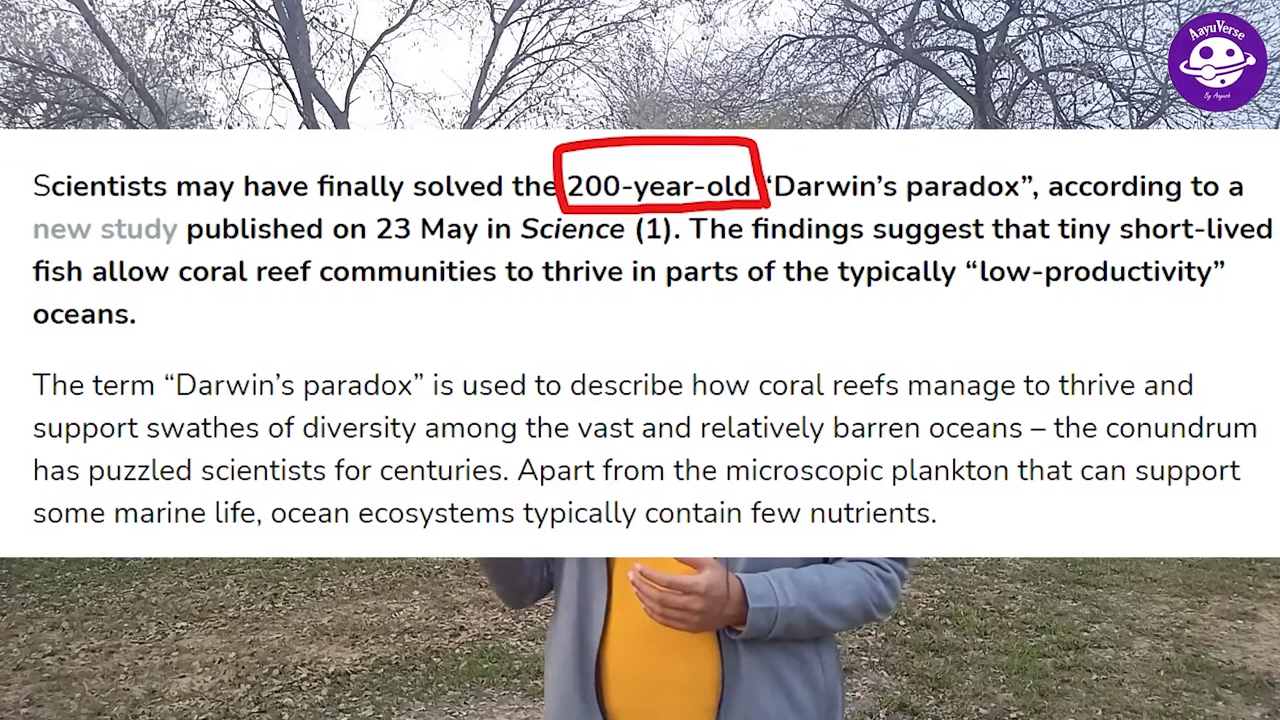 AayuVerse
By Aayush
Scientists may have finally solved the 200-year-old “Darwin’s paradox”, according to a
new study published on 23 May in Science (1). The findings suggest that tiny short-lived
fish allow coral reef communities to thrive in parts of the typically “low-productivity”
oceans.
The term “Darwin’s paradox” is used to describe how coral reefs manage to thrive and
support swathes of diversity among the vast and relatively barren oceans – the conundrum
has puzzled scientists for centuries. Apart from the microscopic plankton that can support
some marine life, ocean ecosystems typically contain few nutrients.